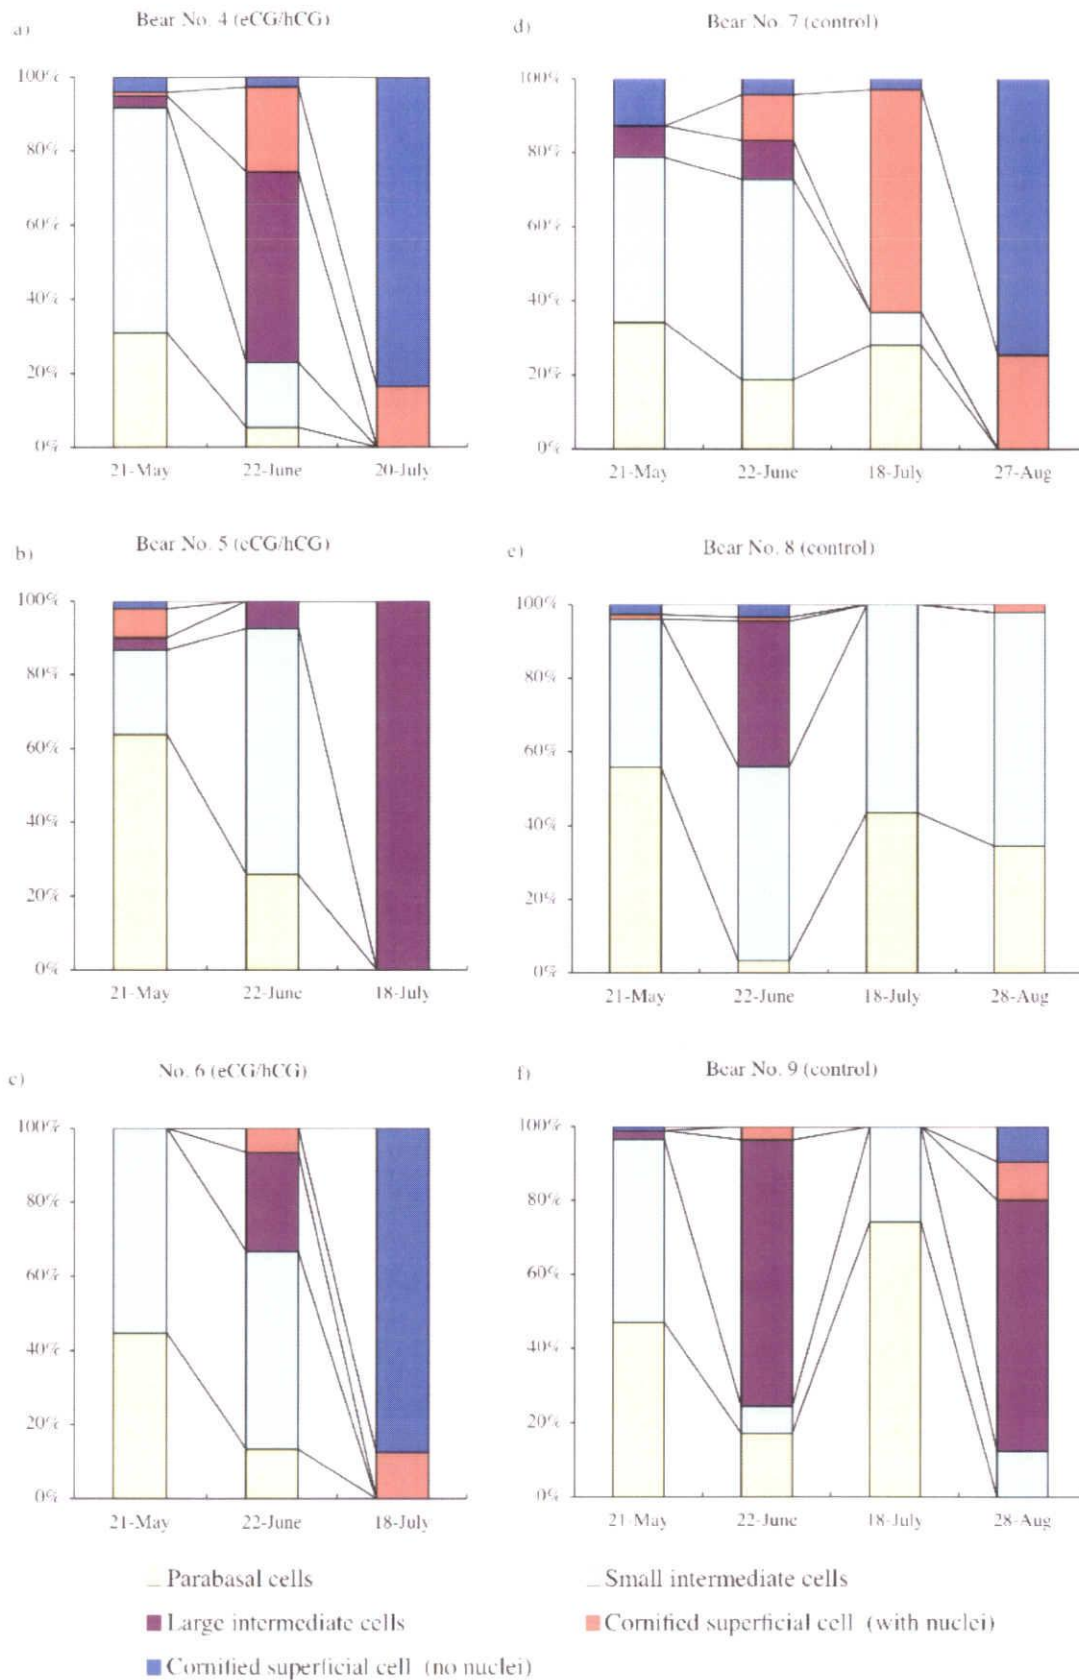 a)
Bear No. 4 (eCG/hCG)
100%
80%
60%
40%
20%
0%
21-May 22-June 20-July
d)
Bear No. 7 (control)
100%
80%
60%
40%
20%
0%
21-May 22-June 18-July 27-Aug
b)
Bear No. 5 (eCG/hCG)
100%
80%
60%
40%
20%
0%
21-May 22-June 18-July
e)
Bear No. 8 (control)
100%
80%
60%
40%
20%
0%
21-May 22-June 18-July 28-Aug
c)
No. 6 (eCG/hCG)
100%
80%
60%
40%
20%
0%
21-May 22-June 18-July
f)
Bear No. 9 (control)
100%
80%
60%
40%
20%
0%
21-May 22-June 18-July 28-Aug
Parabasal cells
Small intermediate cells
Large intermediate cells
Cornified superficial cell (with nuclei)
Cornified superficial cell (no nuclei)